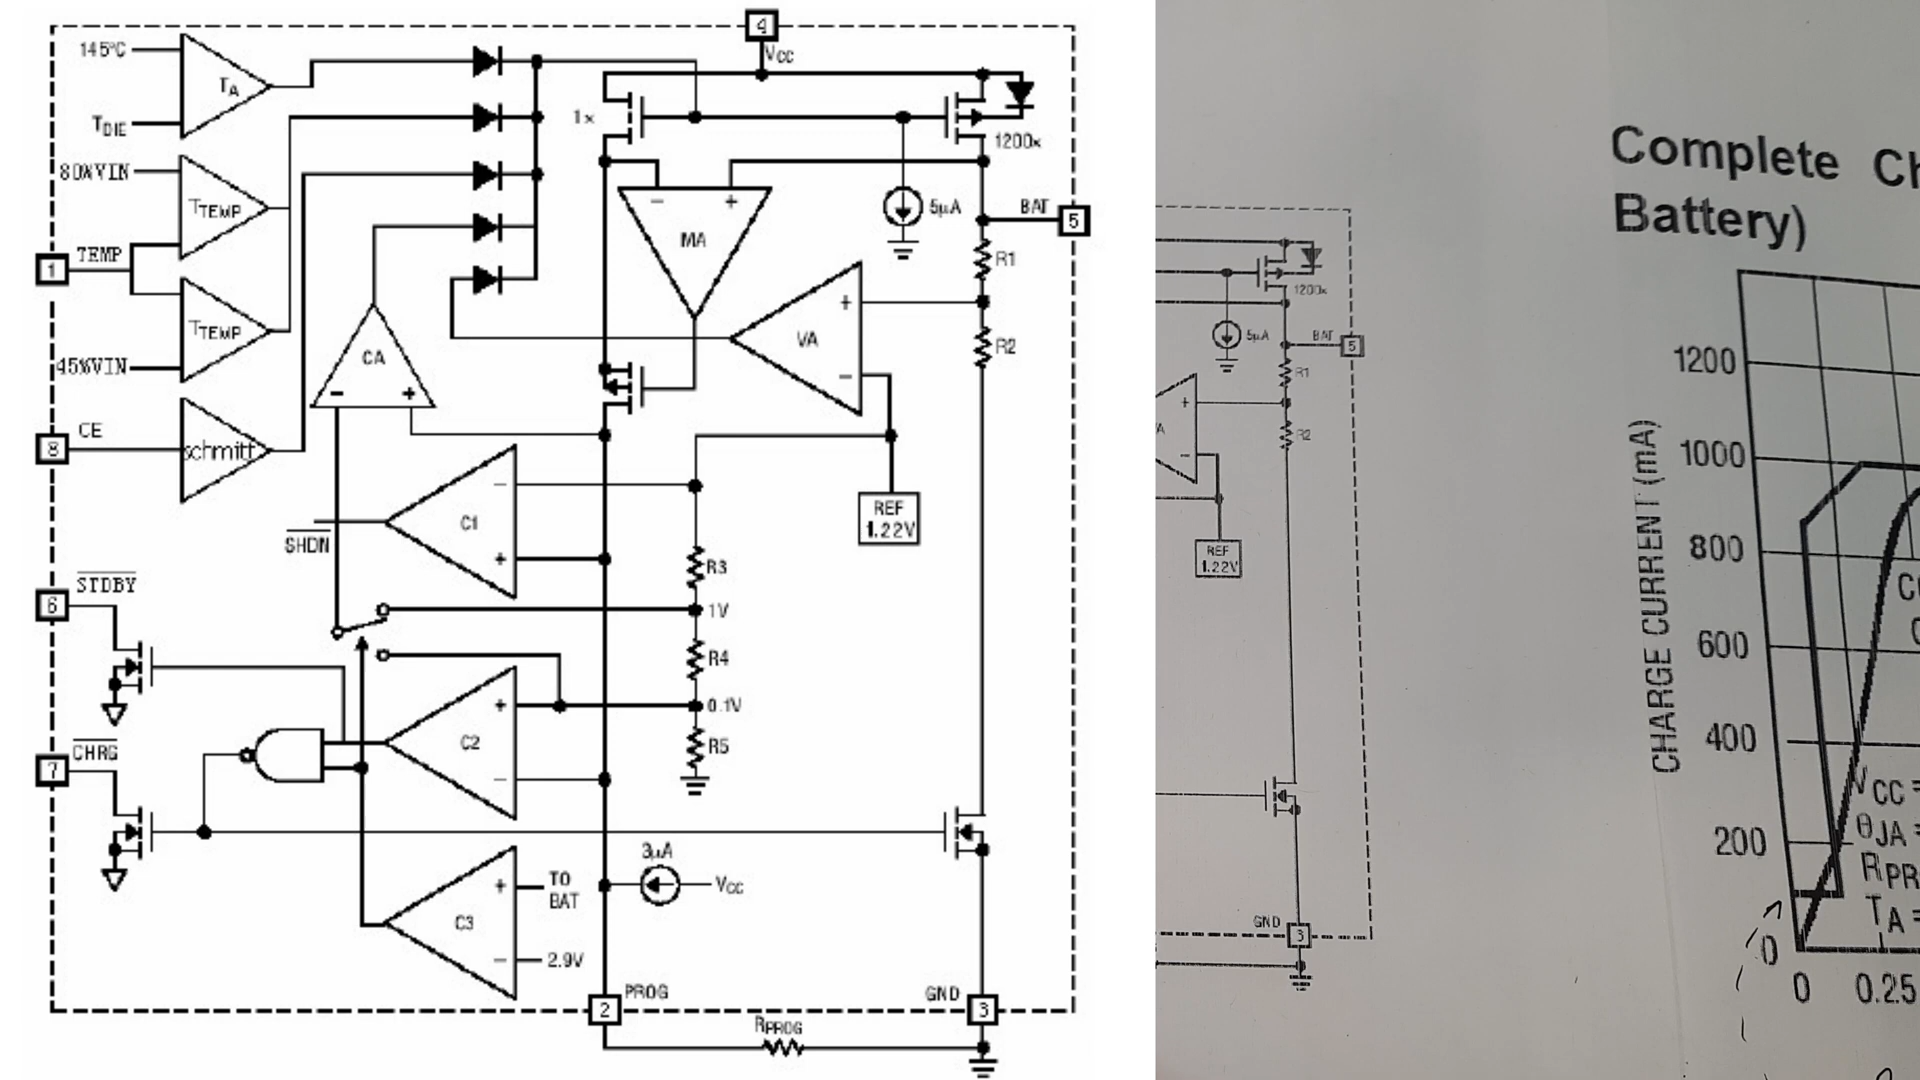 4
VCC
145°C
TA
TDIE
1x
1200x
80%VIN
TTEMP
-
+
MA
5µA
BAT
5
TEMP
1
R1
+
VA
-
R2
TTEMP
45%VIN
CA
-
+
CE
8
schmitt
-
C1
+
SHDN
REF
1.22V
R3
STDBY
6
1V
R4
+
0.1V
C2
-
R5
CHRG
7
3µA
VCC
+
TO
BAT
C3
-
2.9V
PROG
2
GND
3
RPROG
1200x
5µA
BAT
5
R1
+
R2
-
REF
1.22V
GND
3
Complete
Battery)
CHARGE CURRENT (mA)
1200
1000
800
600
400
200
0
VCC =
θJA =
TA =
0
0.25